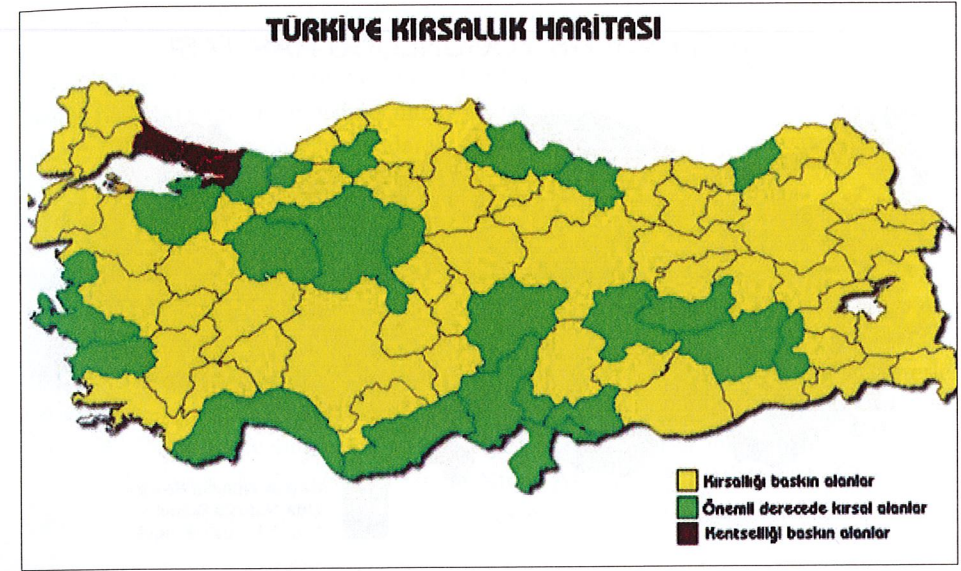 TÜRKİYE KIRSALLIK HARİTASI
Kırsallığı baskın alanlar
Önemli derecede kırsal alanlar
Kentselliği baskın alanlar